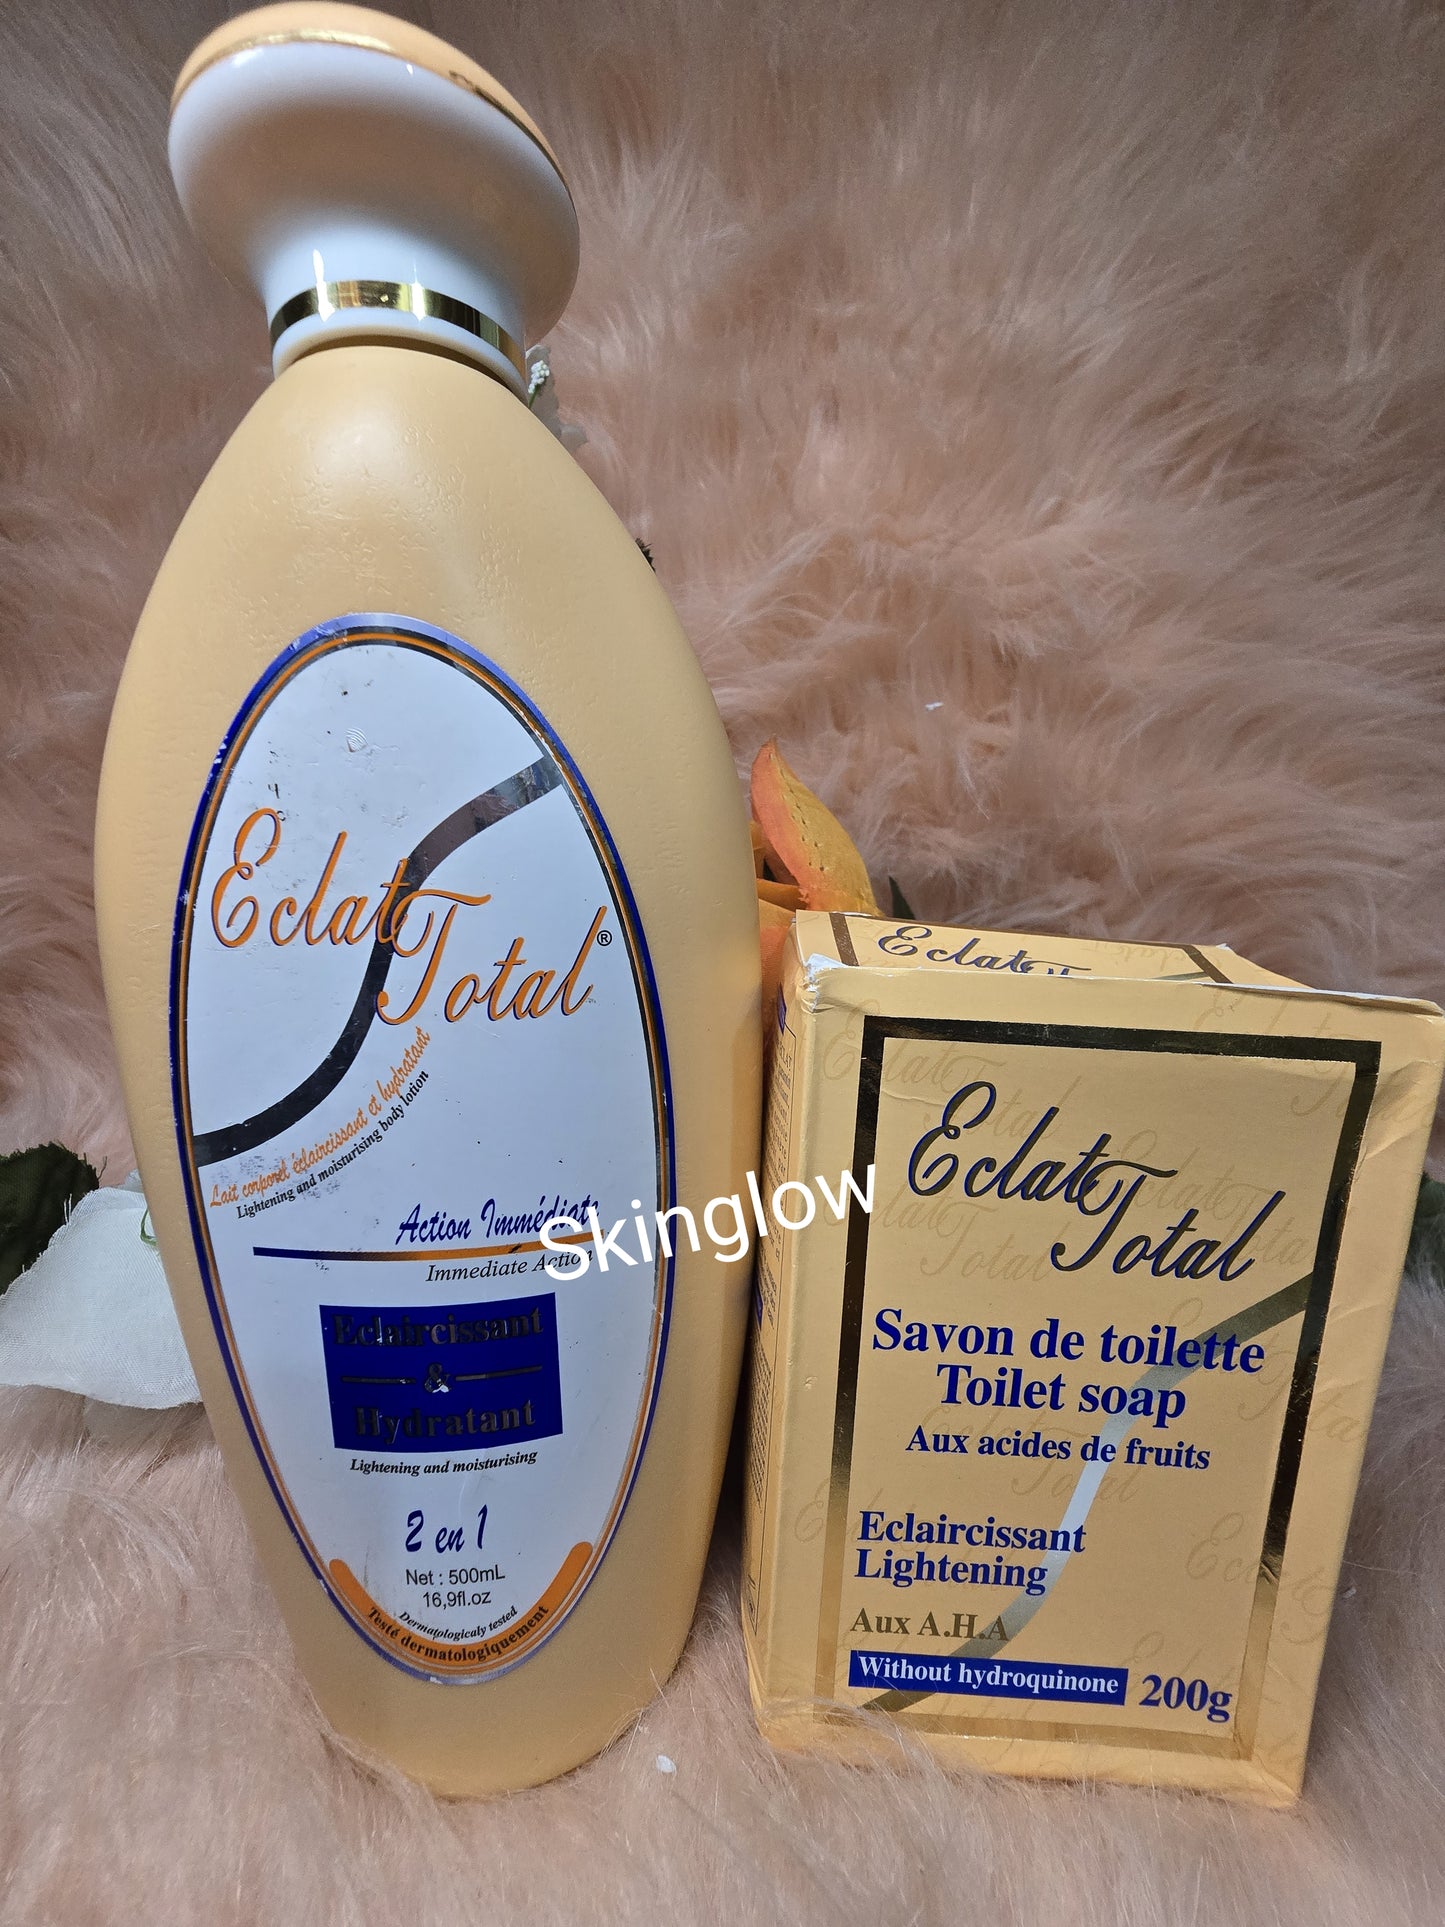 Eclat Total®
Lait corporel éclaircissant et hydratant
Lightening and moisturising body lotion
Action Immédiate
Immediate Action
Eclaircissant
&
Hydratant
Lightening and moisturising
2 en 1
Net : 500mL
16,9fl.oz
Dermatologicaly tested
Testé dermatologiquement
Skinglow
Eclat
Eclat Total
Savon de toilette
Toilet soap
Aux acides de fruits
Eclaircissant
Lightening
Aux A.H.A
Without hydroquinone 200g